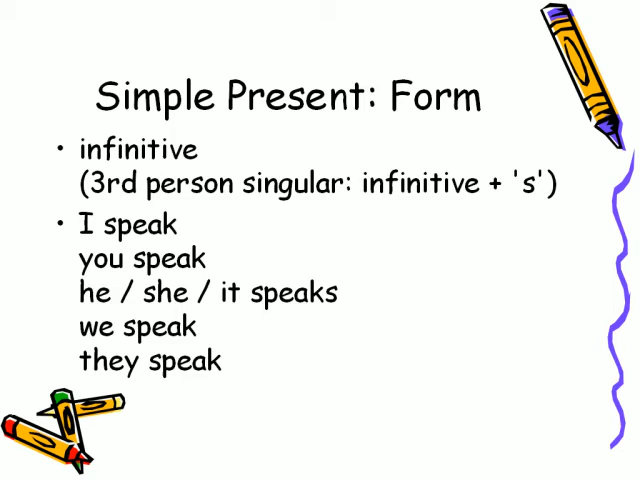 Simple Present: Form
• infinitive
(3rd person singular: infinitive + 's')
• I speak
you speak
he / she / it speaks
we speak
they speak